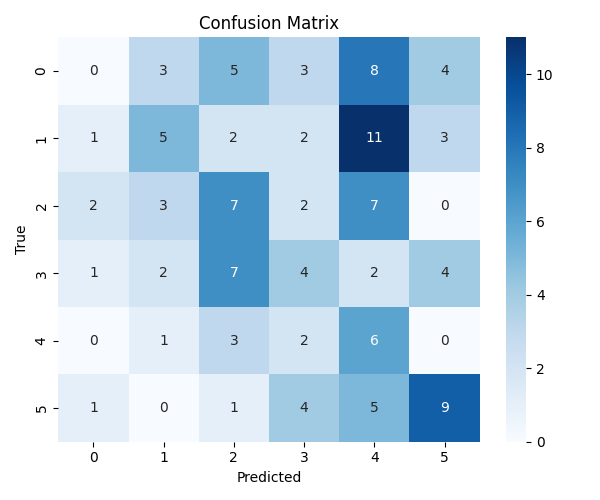 Confusion Matrix
True
0 0 3 5 3 8 4
1 1 5 2 2 11 3
2 2 3 7 2 7 0
3 1 2 7 4 2 4
4 0 1 3 2 6 0
5 1 0 1 4 5 9
0 1 2 3 4 5
Predicted
10
8
6
4
2
0